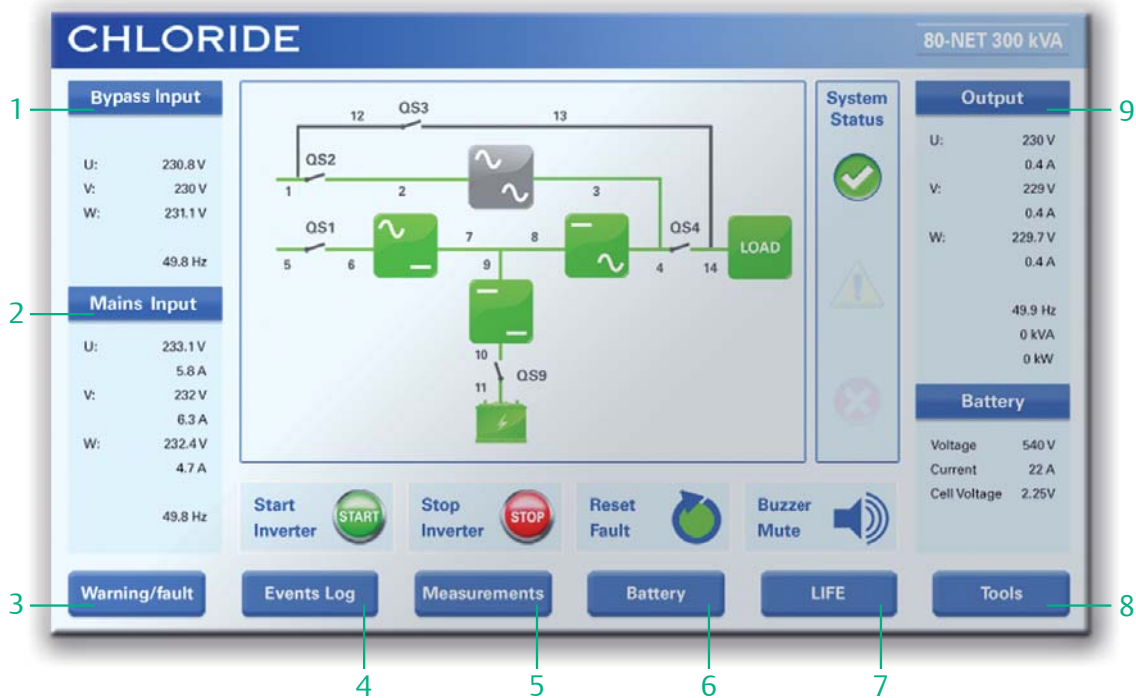 CHLORIDE
80-NET 300 kVA
1
Bypass Input
U: 230.8 V
V: 230 V
W: 231.1 V
49.8 Hz
2
Mains Input
U: 233.1 V
5.8 A
V: 232 V
6.3 A
W: 232.4 V
4.7 A
49.8 Hz
12 QS3 13
QS2
1 2 3
QS1
7 8 QS4
LOAD
5 6 9 4 14
10
QS9
11
System
Status
9
Output
U: 230 V
0.4 A
V: 229 V
0.4 A
W: 229.7 V
0.4 A
49.9 Hz
0 kVA
0 kW
Battery
Voltage 540 V
Current 22 A
Cell Voltage 2.25V
Start
Inverter
START
Stop
Inverter
STOP
Reset
Fault
Buzzer
Mute
3
Warning/fault
Events Log
Measurements
Battery
LIFE
Tools
8
4
5
6
7